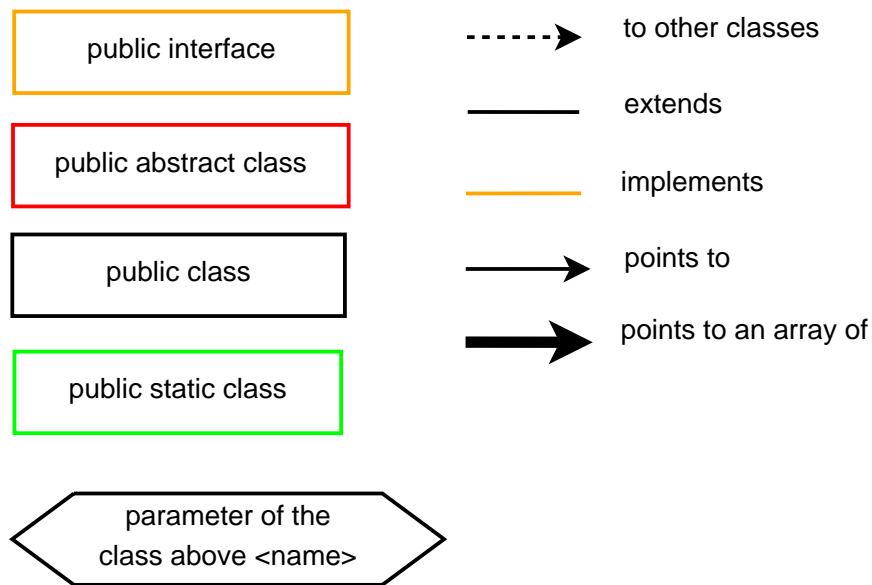 public interface
public abstract class
public class
public static class
parameter of the
class above <name>
to other classes
extends
implements
points to
points to an array of